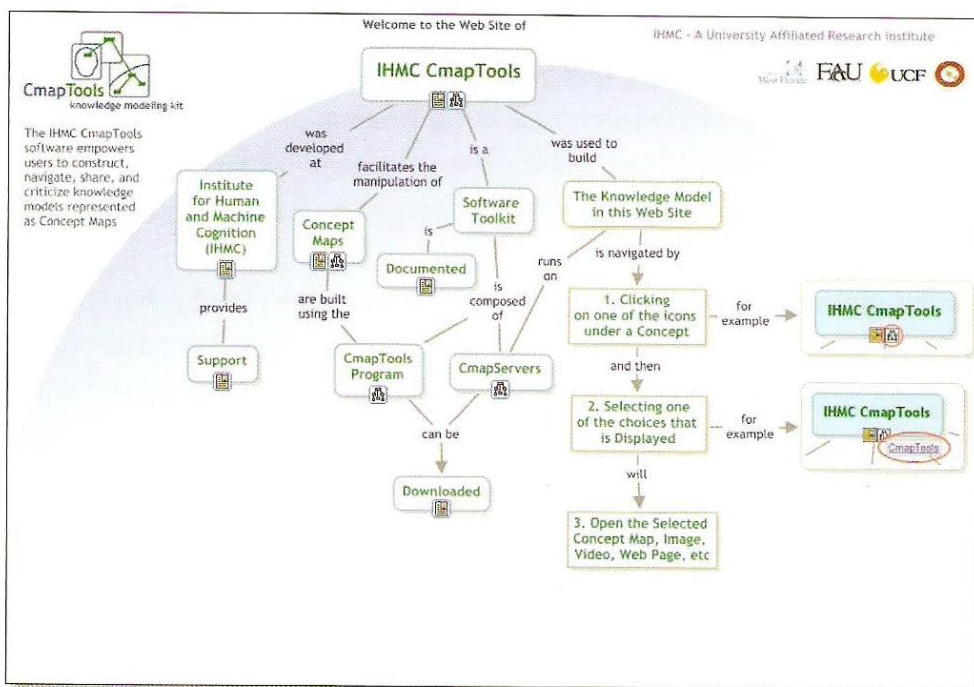 Welcome to the Web Site of
IHMC CmapTools
IHMC - A University Affiliated Research Institute
West Florida
FAU
UCF
CmapTools
knowledge modeling kit
The IHMC CmapTools
software empowers
users to construct,
navigate, share, and
criticize knowledge
models represented
as Concept Maps
was
developed
at
facilitates the
manipulation of
is a
was used to
build
Institute
for Human
and Machine
Cognition
(IHMC)
Concept
Maps
Software
Toolkit
The Knowledge Model
in this Web Site
is
Documented
runs
on
is navigated by
provides
are built
using the
is
composed
of
1. Clicking
on one of the icons
under a Concept
for
example
IHMC CmapTools
Support
CmapTools
Program
CmapServers
and then
2. Selecting one
of the choices that
is Displayed
for
example
IHMC CmapTools
CmapTools
can be
will
Downloaded
3. Open the Selected
Concept Map, Image,
Video, Web Page, etc